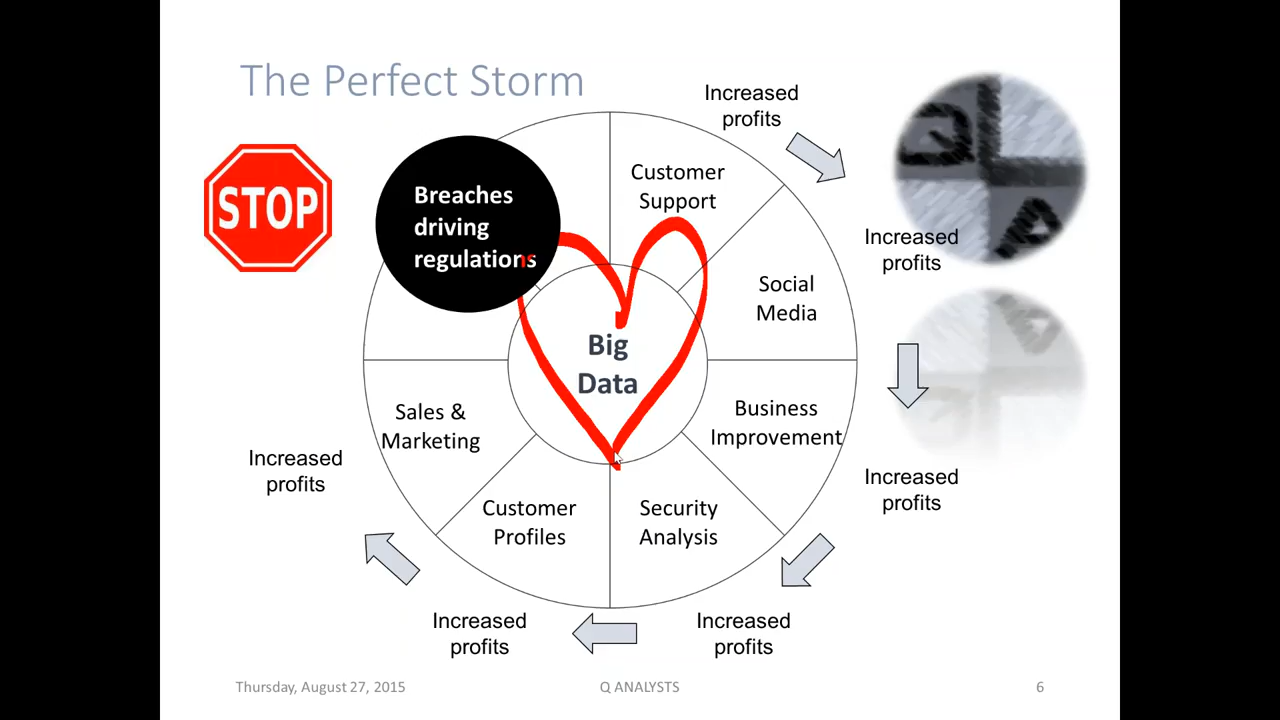 The Perfect Storm
Increased
profits
STOP
Breaches
driving
regulations
Customer
Support
Q
A
Increased
profits
Social
Media
Big
Data
Sales &
Marketing
Business
Improvement
Increased
profits
Increased
profits
Customer
Profiles
Security
Analysis
Increased
profits
Increased
profits
Thursday, August 27, 2015
Q ANALYSTS
6